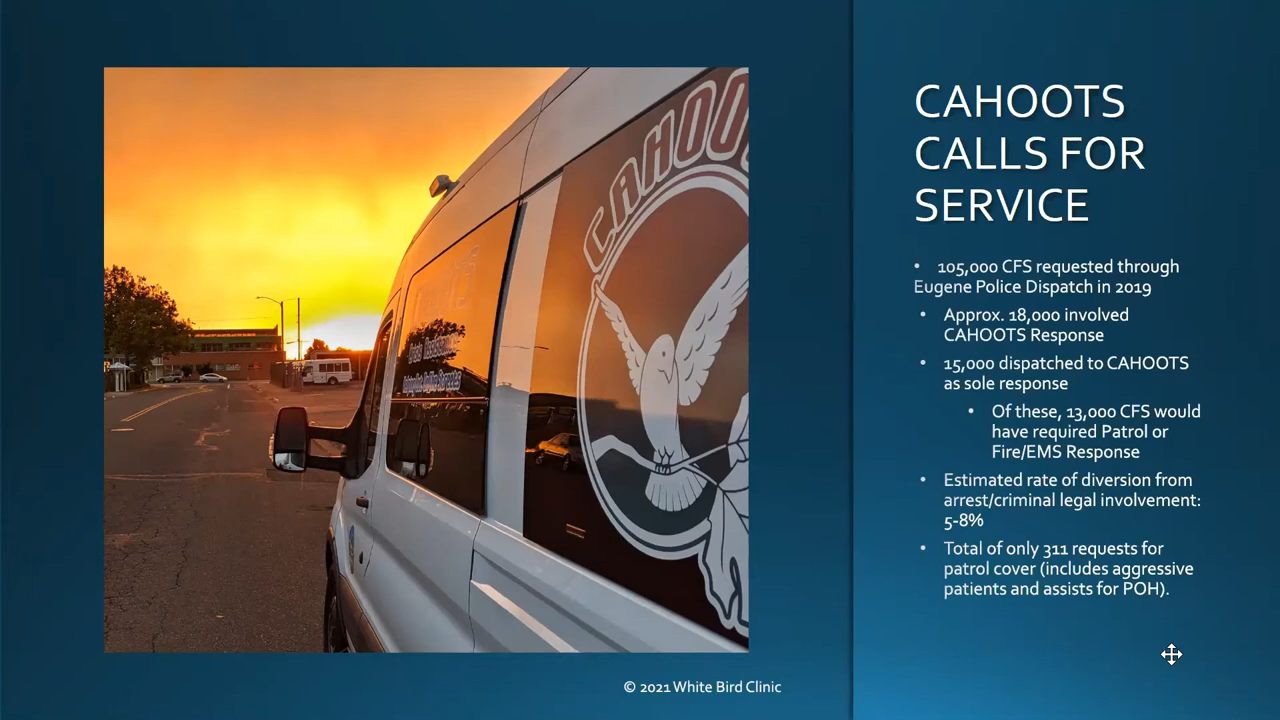 CAHOOTS
CALLS FOR
SERVICE
• 105,000 CFS requested through
Eugene Police Dispatch in 2019
• Approx. 18,000 involved
CAHOOTS Response
• 15,000 dispatched to CAHOOTS
as sole response
• Of these, 13,000 CFS would
have required Patrol or
Fire/EMS Response
• Estimated rate of diversion from
arrest/criminal legal involvement:
5-8%
• Total of only 311 requests for
patrol cover (includes aggressive
patients and assists for POH).
CAHOO
© 2021 White Bird Clinic